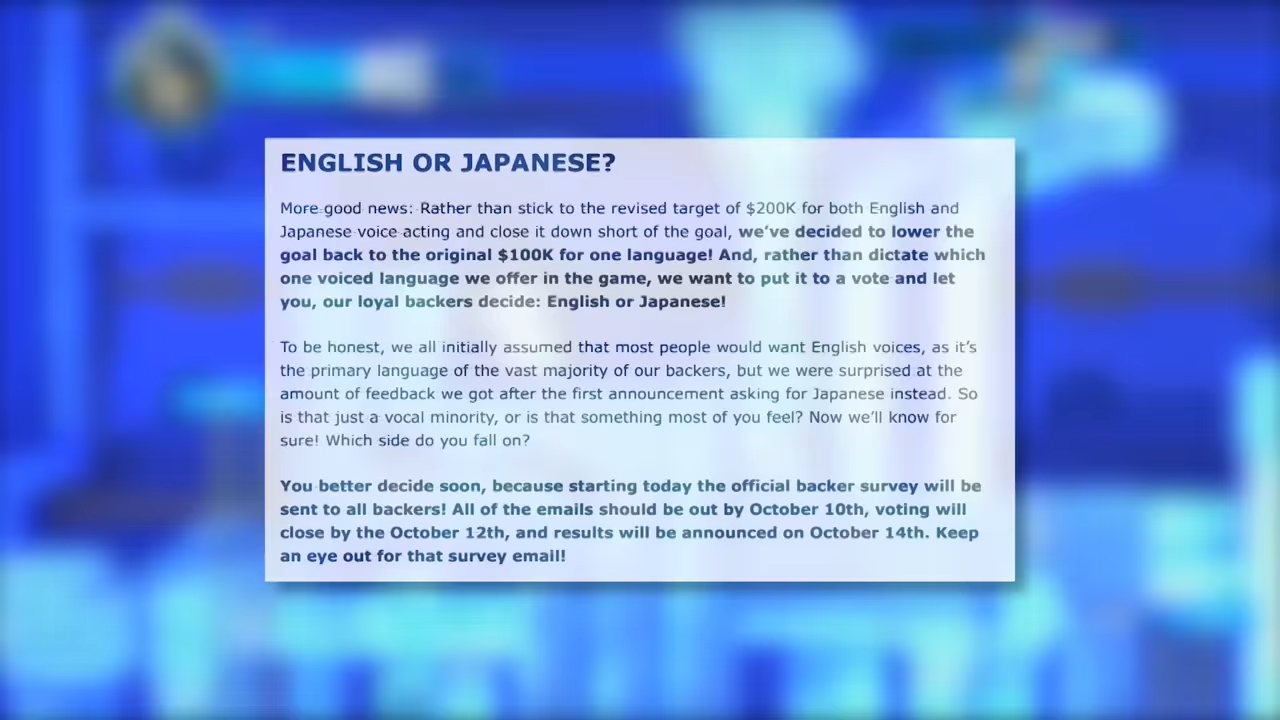 ENGLISH OR JAPANESE?
More good news: Rather than stick to the revised target of $200K for both English and
Japanese voice acting and close it down short of the goal, we've decided to lower the
goal back to the original $100K for one language! And, rather than dictate which
one voiced language we offer in the game, we want to put it to a vote and let
you, our loyal backers decide: English or Japanese!
To be honest, we all initially assumed that most people would want English voices, as it's
the primary language of the vast majority of our backers, but we were surprised at the
amount of feedback we got after the first announcement asking for Japanese instead. So
is that just a vocal minority, or is that something most of you feel? Now we'll know for
sure! Which side do you fall on?
You better decide soon, because starting today the official backer survey will be
sent to all backers! All of the emails should be out by October 10th, voting will
close by the October 12th, and results will be announced on October 14th. Keep
an eye out for that survey email!